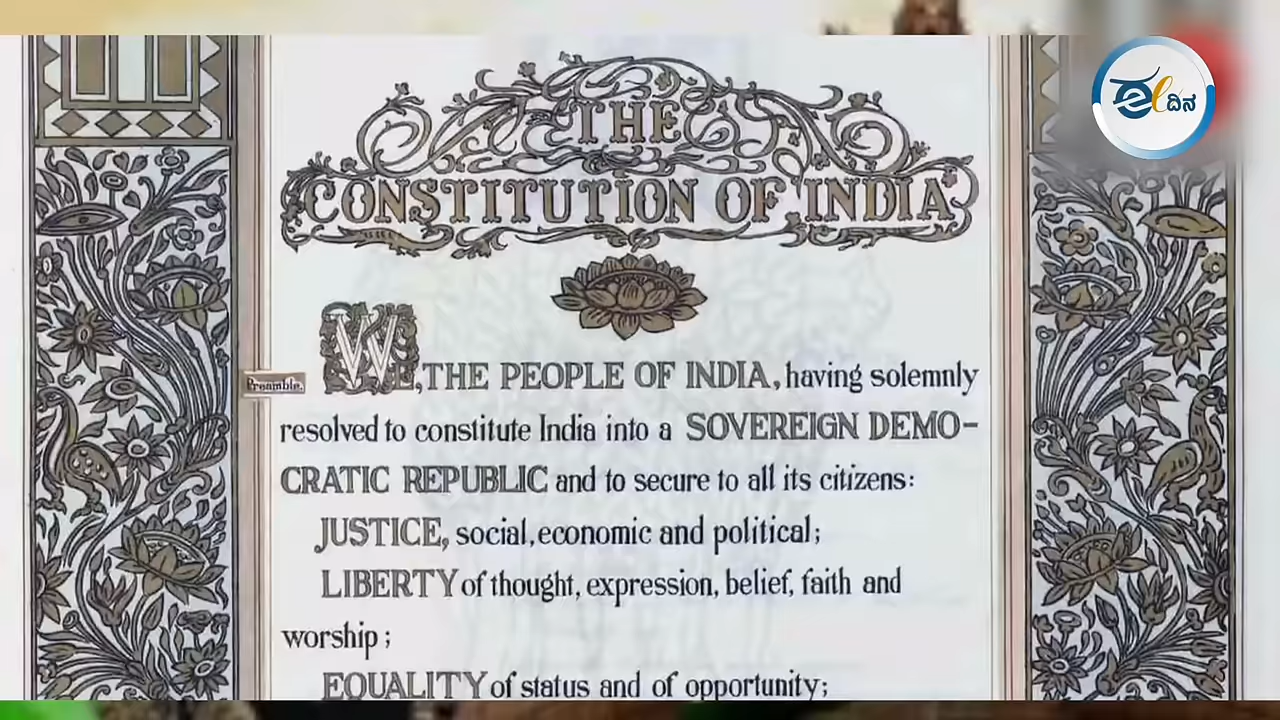 ಈ ದಿನ
THE
CONSTITUTION OF INDIA
Preamble.
WE, THE PEOPLE OF INDIA, having solemnly
resolved to constitute India into a SOVEREIGN DEMO-
CRATIC REPUBLIC and to secure to all its citizens:
JUSTICE, social, economic and political;
LIBERTY of thought, expression, belief, faith and
worship;
EQUALITY of status and of opportunity;